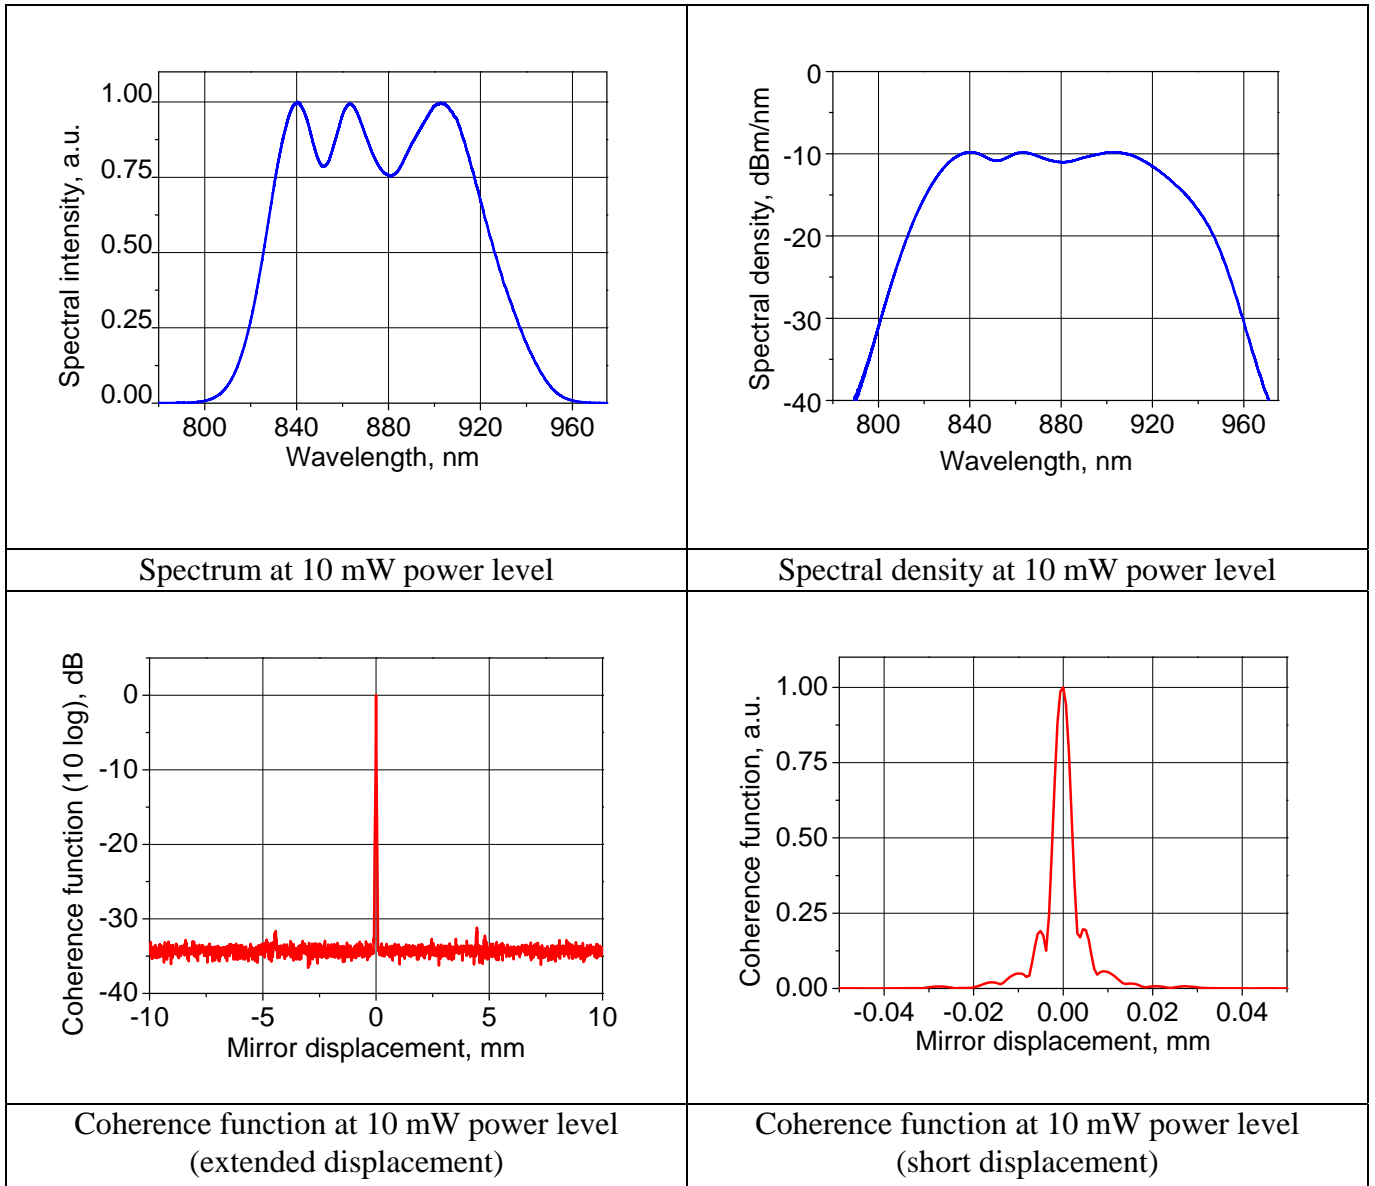 Spectral intensity, a.u.
1.00
0.75
0.50
0.25
0.00
800 840 880 920 960
Wavelength, nm
Spectral density, dBm/nm
0
-10
-20
-30
-40
800 840 880 920 960
Wavelength, nm
Spectrum at 10 mW power level
Spectral density at 10 mW power level
Coherence function (10 log), dB
0
-10
-20
-30
-40
-10 -5 0 5 10
Mirror displacement, mm
Coherence function, a.u.
1.00
0.75
0.50
0.25
0.00
-0.04 -0.02 0.00 0.02 0.04
Mirror displacement, mm
Coherence function at 10 mW power level
(extended displacement)
Coherence function at 10 mW power level
(short displacement)